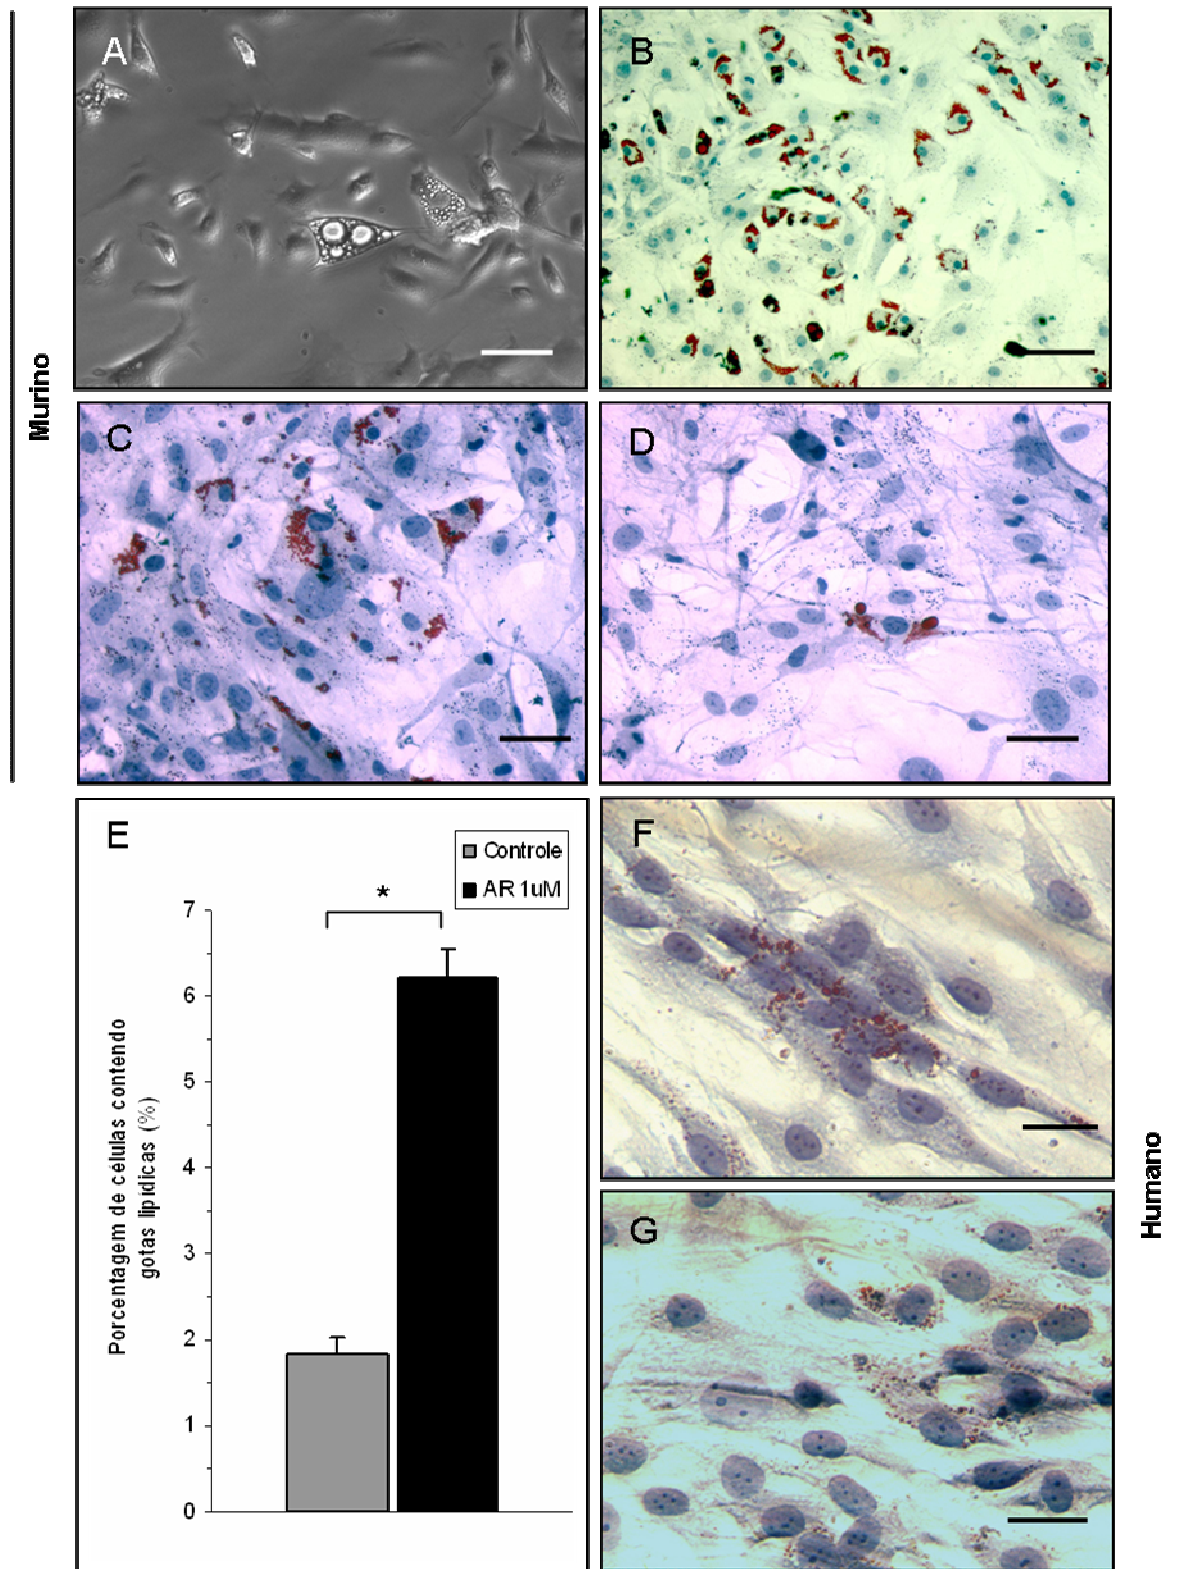 A
B
Murino
C
D
E
Controle
AR 1uM
*
7
6
5
4
3
2
1
0
Porcentagem de células contendo
gotas lipídicas (%)
F
G
Humano